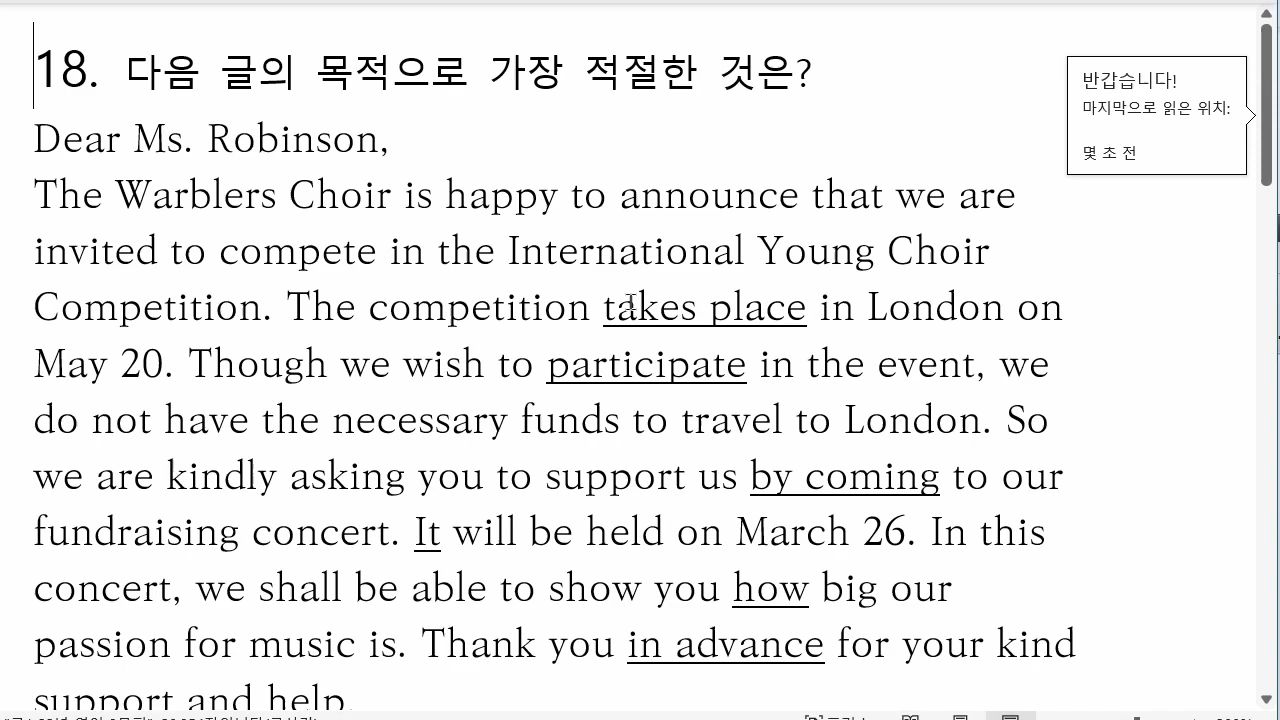 18. 다음 글의 목적으로 가장 적절한 것은?
반갑습니다!
마지막으로 읽은 위치:
몇 초 전
Dear Ms. Robinson,
The Warblers Choir is happy to announce that we are
invited to compete in the International Young Choir
Competition. The competition takes place in London on
May 20. Though we wish to participate in the event, we
do not have the necessary funds to travel to London. So
we are kindly asking you to support us by coming to our
fundraising concert. It will be held on March 26. In this
concert, we shall be able to show you how big our
passion for music is. Thank you in advance for your kind
support and help.